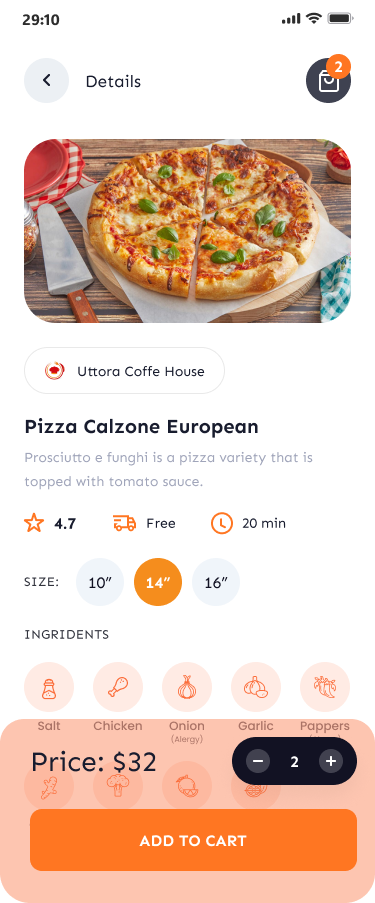 29:10
Details
2
Uttora Coffe House
Pizza Calzone European
Prosciutto e funghi is a pizza variety that is
topped with tomato sauce.
4.7 Free 20 min
SIZE: 10” 14” 16”
INGRIDENTS
Salt Chicken Onion Garlic Pappers
(Alergy)
Price: $32 2
ADD TO CART